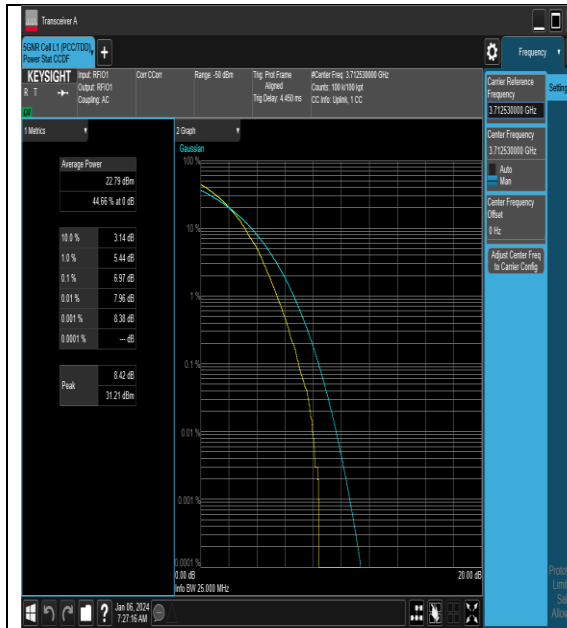 Transceiver A
5GNR Cell L1 (PCC/TDD),
Power Stat CCDF
Frequency
KEYSIGHT
R T
Input: RFIO1
Output: RFIO1
Coupling: AC
Corr CCorr
Range: -50 dBm
Trig: Prot Frame
Aligned
Trig Delay: 4.450 ms
#Center Freq: 3.712530000 GHz
Counts: 100 k/100 kpt
CC Info: Uplink, 1 CC
Carrier Reference
Frequency
3.712530000 GHz
Setting
1 Metrics
2 Graph
Center Frequency
3.712530000 GHz
Auto
Man
Center Frequency
Offset
0 Hz
Adjust Center Freq
to Carrier Config
Average Power
22.79 dBm
44.66 % at 0 dB
10.0 % 3.14 dB
1.0 % 5.44 dB
0.1 % 6.97 dB
0.01 % 7.96 dB
0.001 % 8.38 dB
0.0001 % --- dB
Peak
8.42 dB
31.21 dBm
Gaussian
100 %
10 %
1 %
0.1 %
0.01 %
0.001 %
0.0001 %
0.00 dB
20.00 dB
Info BW 25.000 MHz
Jan 06, 2024
7:27:16 AM
?